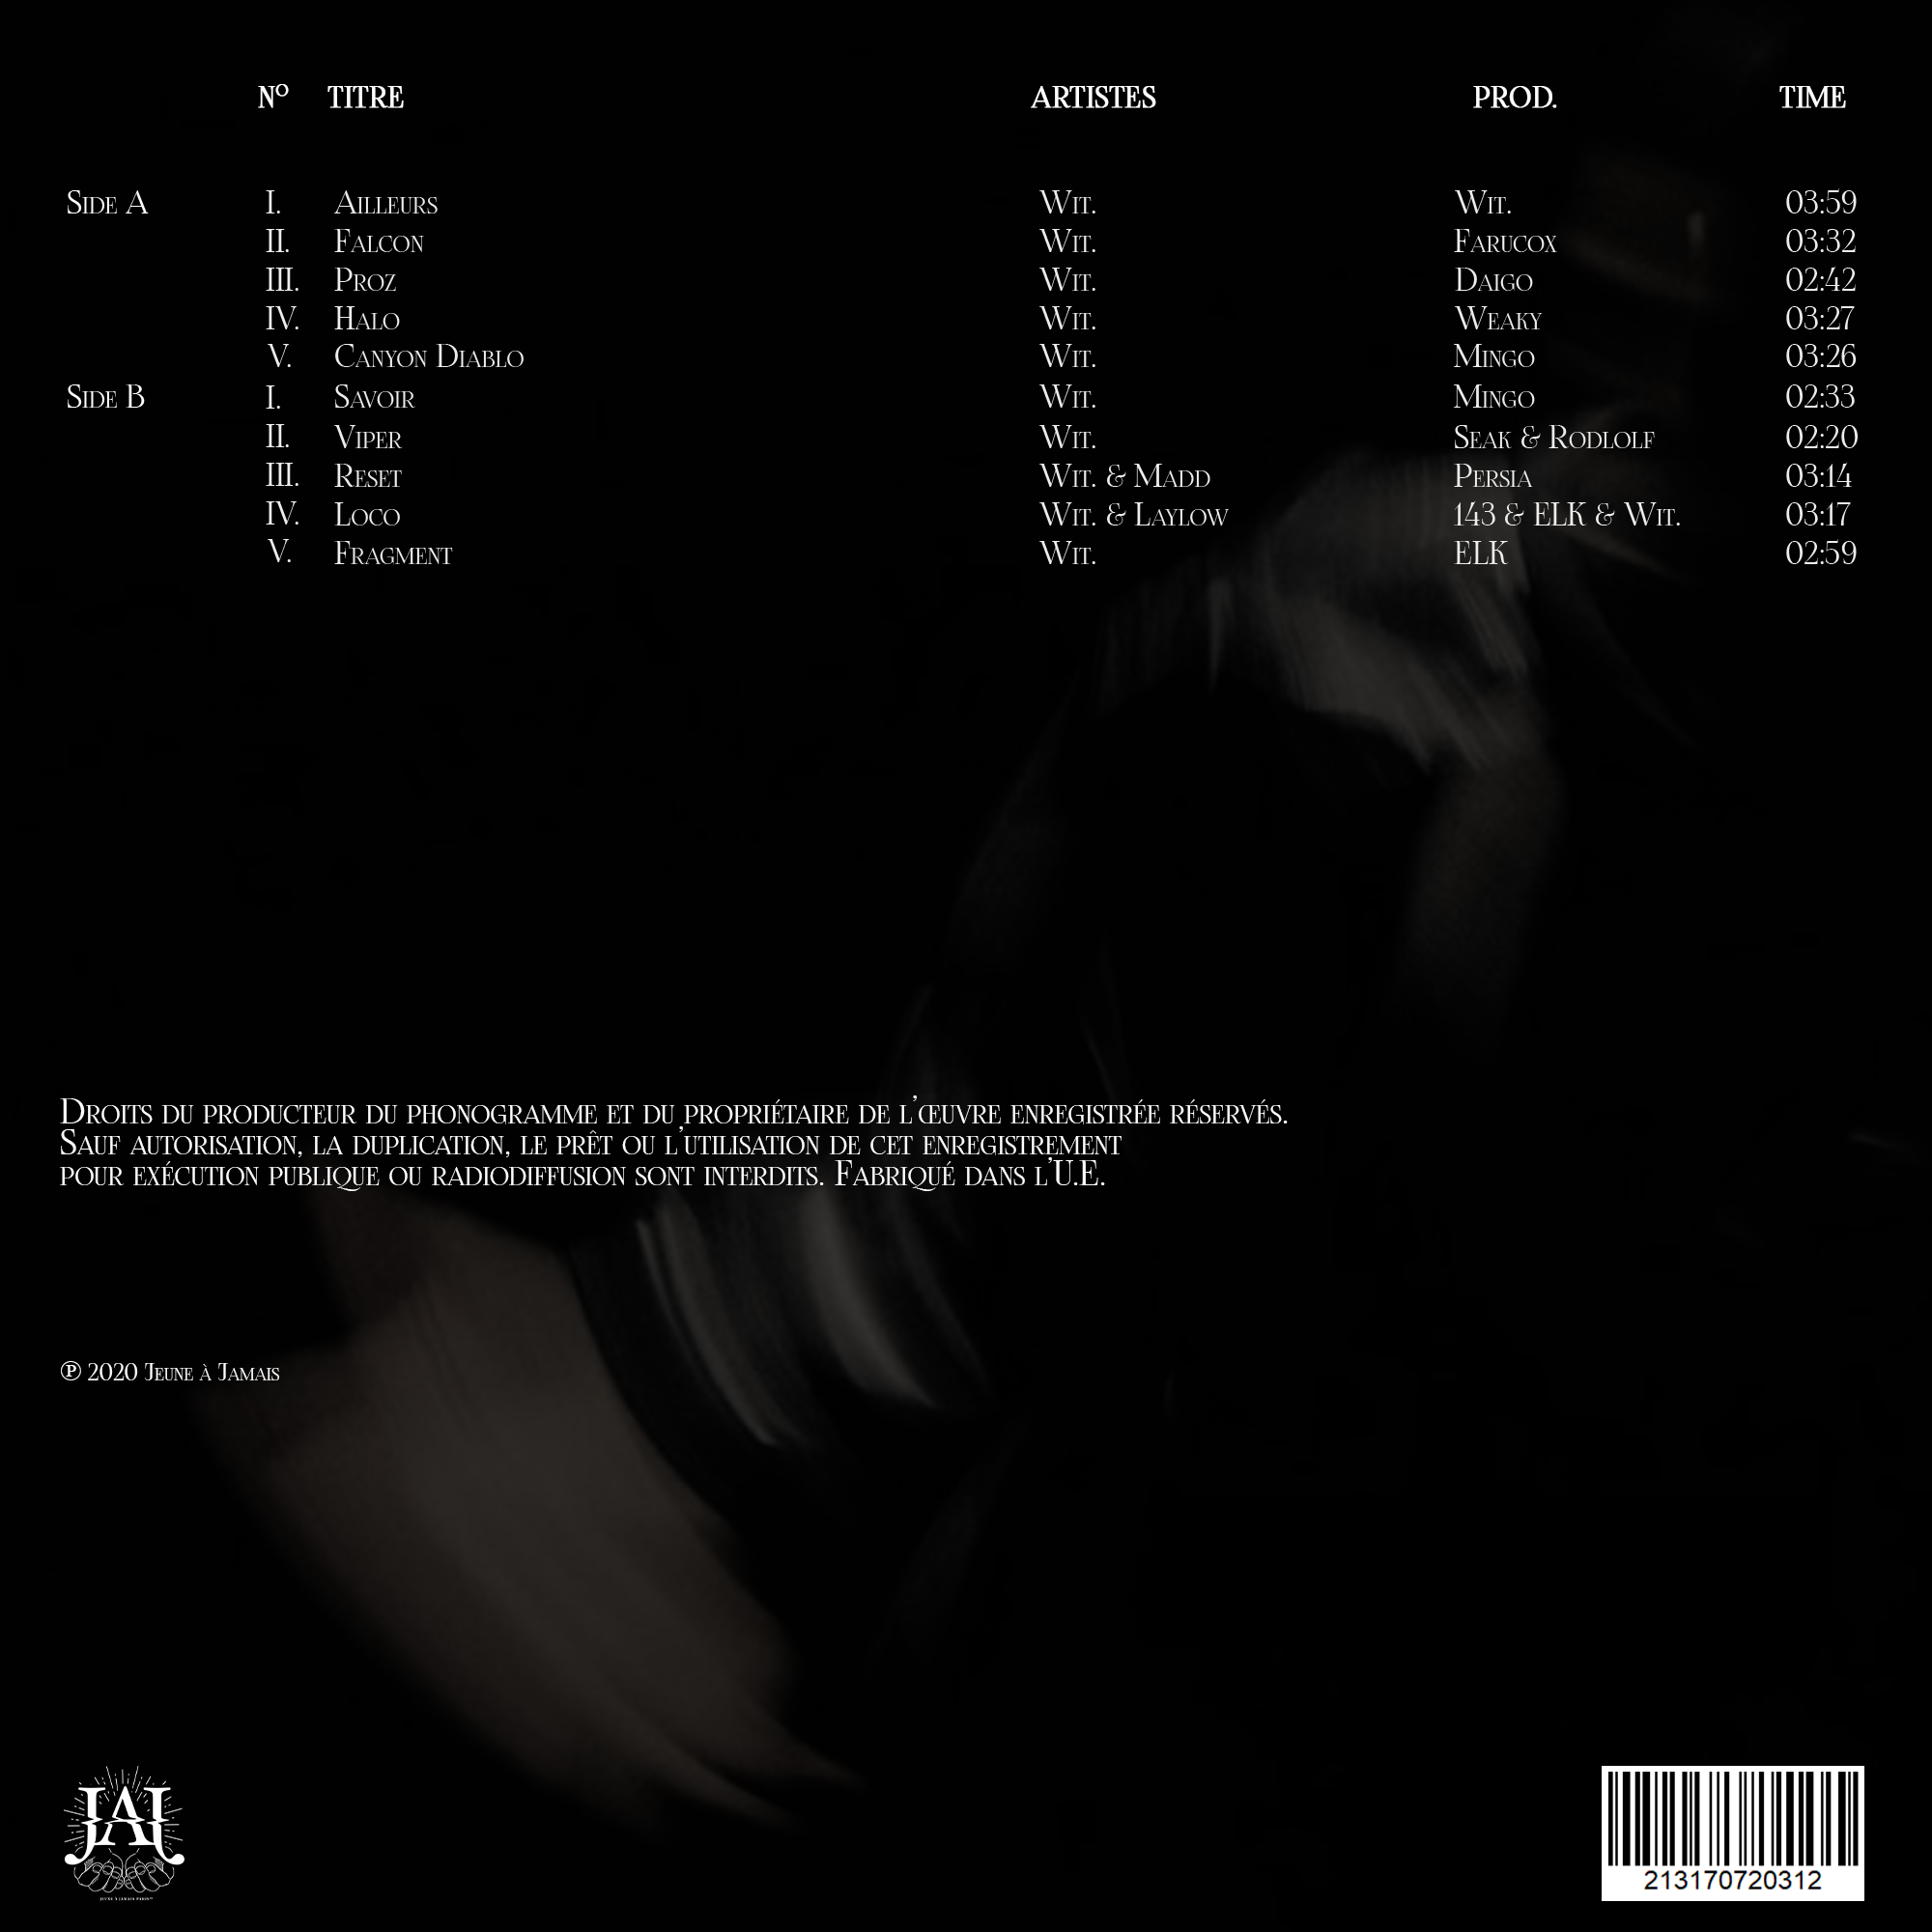 Nº TITRE ARTISTES PROD. TIME
Side A I. Ailleurs Wit. Wit. 03:59
II. Falcon Wit. Farucox 03:32
III. Proz Wit. Daigo 02:42
IV. Halo Wit. Weaky 03:27
V. Canyon Diablo Wit. Mingo 03:26
Side B I. Savoir Wit. Mingo 02:33
II. Viper Wit. Seak & Rodlolf 02:20
III. Reset Wit. & Madd Persia 03:14
IV. Loco Wit. & Laylow 143 & ELK & Wit. 03:17
V. Fragment Wit. ELK 02:59
Droits du producteur du phonogramme et du propriétaire de l'œuvre enregistrée réservés.
Sauf autorisation, la duplication, le prêt ou l'utilisation de cet enregistrement
pour exécution publique ou radiodiffusion sont interdits. Fabriqué dans l'U.E.
℗ 2020 Jeune à Jamais
JAJ
213170720312